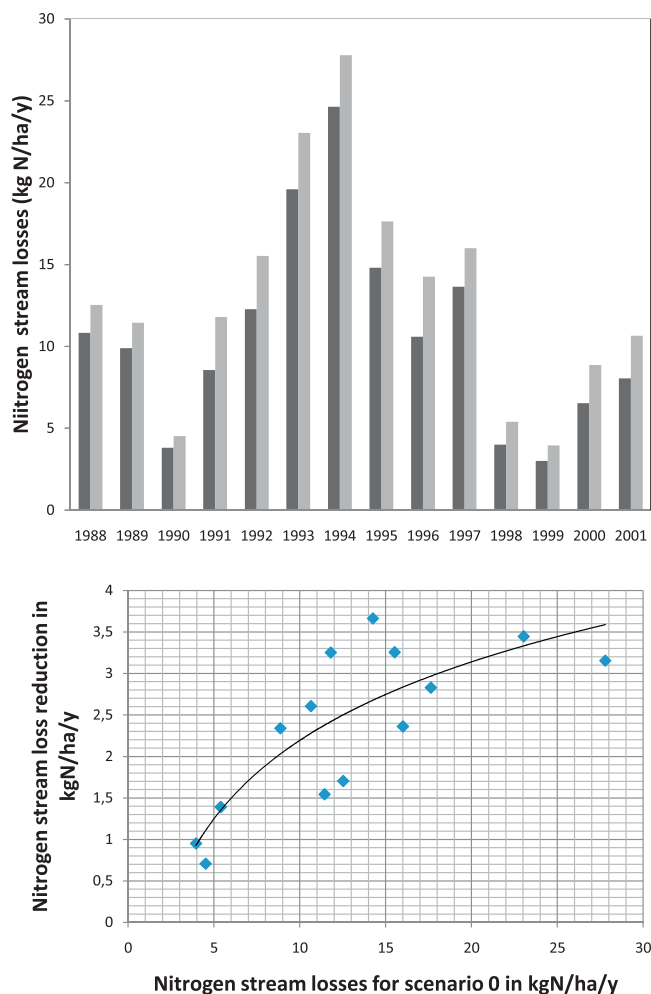 Niitrogen stream losses (kg N/ha/y)
30
25
20
15
10
5
0
1988 1989 1990 1991 1992 1993 1994 1995 1996 1997 1998 1999 2000 2001
Nitrogen stream loss reduction in
kgN/ha/y
4
3,5
3
2,5
2
1,5
1
0,5
0
0 5 10 15 20 25 30
Nitrogen stream losses for scenario 0 in kgN/ha/y